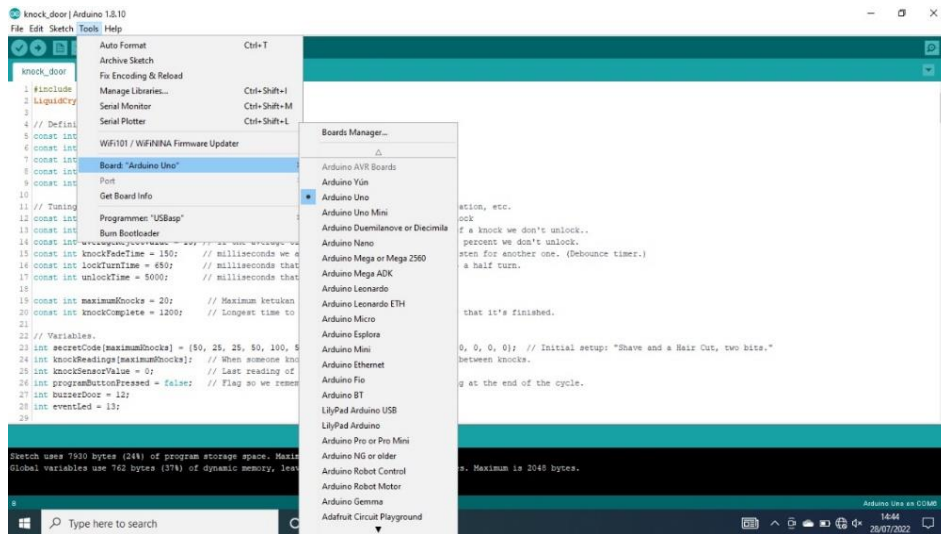 knock_door | Arduino 1.8.10
File Edit Sketch Tools Help
knock_door
Auto Format Ctrl+T
Archive Sketch
Fix Encoding & Reload
Manage Libraries... Ctrl+Shift+I
Serial Monitor Ctrl+Shift+M
Serial Plotter Ctrl+Shift+L
WiFi101 / WiFiNINA Firmware Updater
Board: "Arduino Uno"
Port
Get Board Info
Programmer: "USBasp"
Burn Bootloader
Boards Manager...
Arduino AVR Boards
Arduino Yún
Arduino Uno
Arduino Uno Mini
Arduino Duemilanove or Diecimila
Arduino Nano
Arduino Mega or Mega 2560
Arduino Mega ADK
Arduino Leonardo
Arduino Leonardo ETH
Arduino Micro
Arduino Esplora
Arduino Mini
Arduino Ethernet
Arduino Fio
Arduino BT
LilyPad Arduino USB
LilyPad Arduino
Arduino Pro or Pro Mini
Arduino NG or older
Arduino Robot Control
Arduino Robot Motor
Arduino Gemma
Adafruit Circuit Playground
1 #include
2 LiquidCry
3
4 // Defini
5 const int
6 const int
7 const int
8 const int
9 const int
10
11 // Tuning ation, etc.
12 const int ock
13 const int f a knock we don't unlock..
14 const int percent we don't unlock.
15 const int knockFadeTime = 150; // milliseconds we a sten for another one. (Debounce timer.)
16 const int lockTurnTime = 650; // milliseconds that a half turn.
17 const int unlockTime = 5000; // milliseconds that
18
19 const int maximumKnocks = 20; // Maximum ketukan
20 const int knockComplete = 1200; // Longest time to that it's finished.
21
22 // Variables.
23 int secretCode[maximumKnocks] = {50, 25, 25, 50, 100, 5 0, 0, 0, 0}; // Initial setup: "Shave and a Hair Cut, two bits."
24 int knockReadings[maximumKnocks]; // When someone kno between knocks.
25 int knockSensorValue = 0; // Last reading of
26 int programButtonPressed = false; // Flag so we remem g at the end of the cycle.
27 int buzzerDoor = 12;
28 int eventLed = 13;
29
Sketch uses 7930 bytes (24%) of program storage space. Maxim
Global variables use 762 bytes (37%) of dynamic memory, leav s. Maximum is 2048 bytes.
8 Arduino Uno on COM6
Type here to search
14:44
28/07/2022